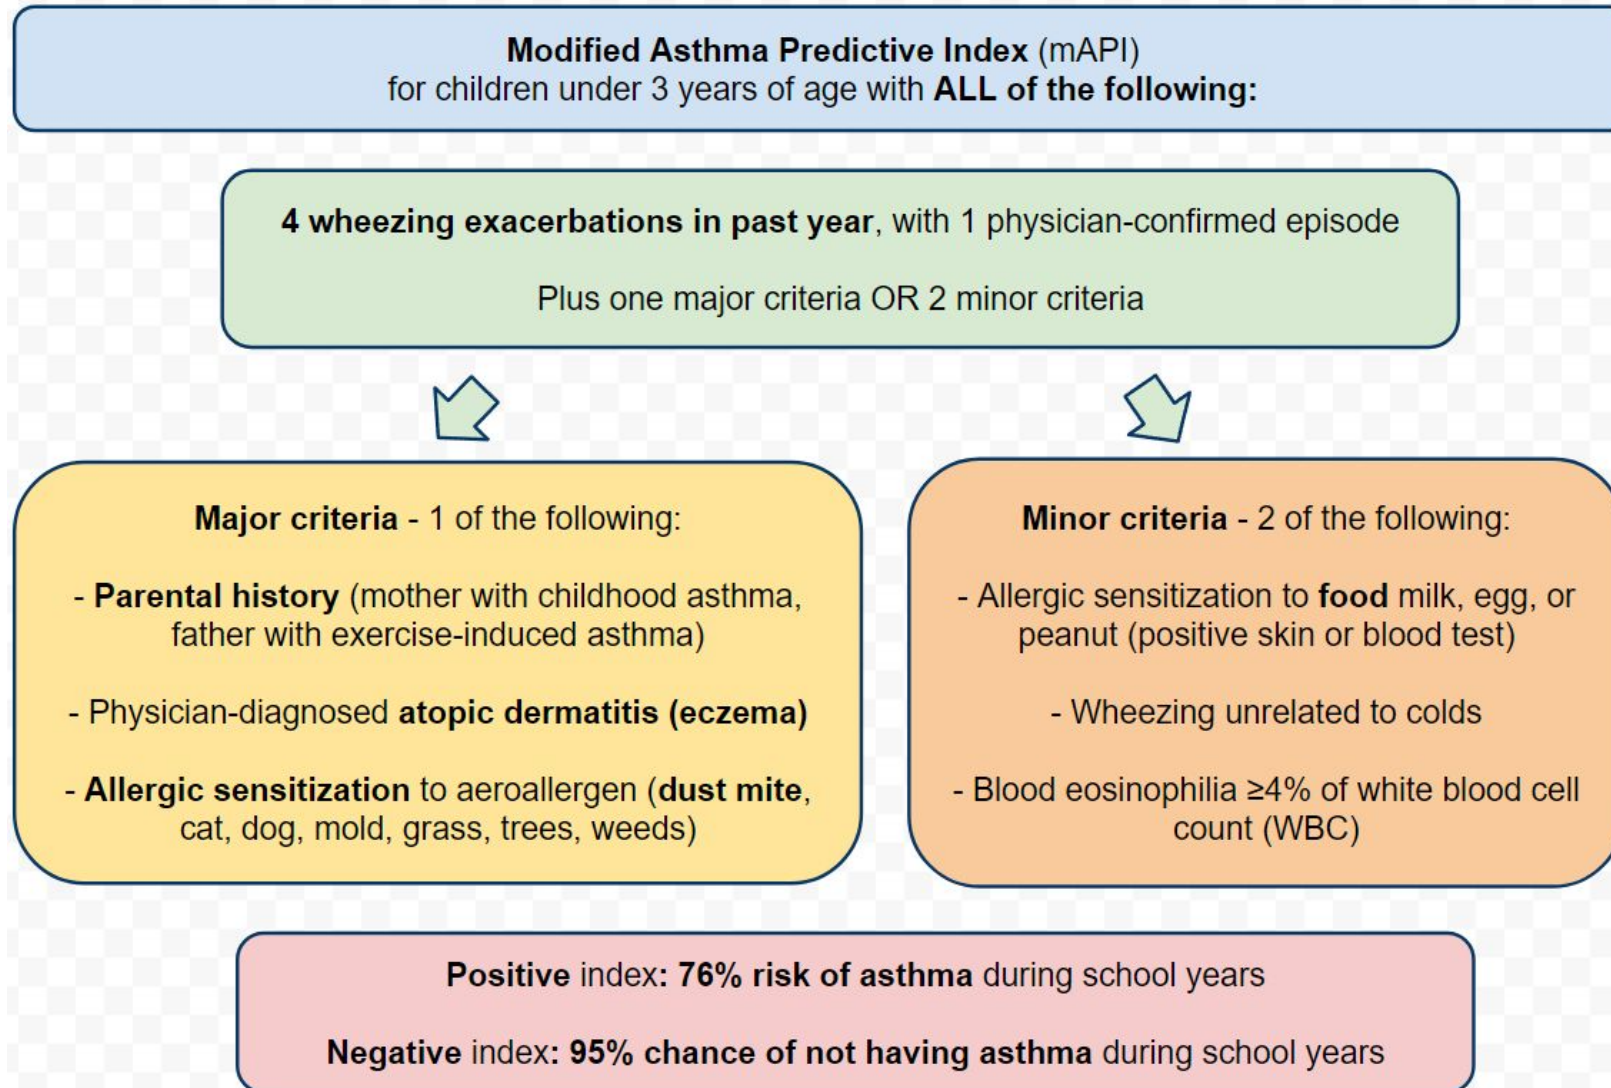 Modified Asthma Predictive Index (mAPI)
for children under 3 years of age with ALL of the following:
4 wheezing exacerbations in past year, with 1 physician-confirmed episode
Plus one major criteria OR 2 minor criteria
Major criteria - 1 of the following:
- Parental history (mother with childhood asthma,
father with exercise-induced asthma)
- Physician-diagnosed atopic dermatitis (eczema)
- Allergic sensitization to aeroallergen (dust mite,
cat, dog, mold, grass, trees, weeds)
Minor criteria - 2 of the following:
- Allergic sensitization to food milk, egg, or
peanut (positive skin or blood test)
- Wheezing unrelated to colds
- Blood eosinophilia ≥4% of white blood cell
count (WBC)
Positive index: 76% risk of asthma during school years
Negative index: 95% chance of not having asthma during school years